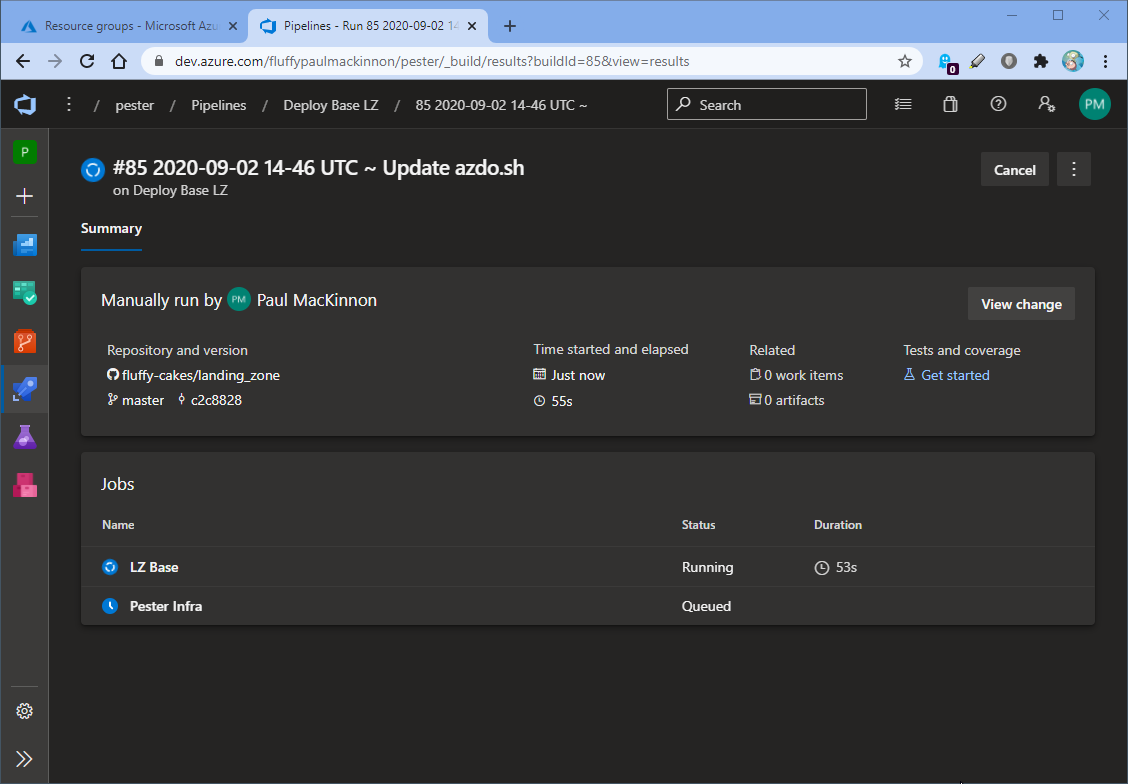 Resource groups - Microsoft Azu
Pipelines - Run 85 2020-09-02 14-
dev.azure.com/fluffypaulmackinnon/pester/_build/results?buildId=85&view=results
0
/ pester / Pipelines / Deploy Base LZ / 85 2020-09-02 14-46 UTC ~
Search
PM
P
#85 2020-09-02 14-46 UTC ~ Update azdo.sh
on Deploy Base LZ
Cancel
Summary
Manually run by PM Paul MacKinnon
View change
Repository and version
Time started and elapsed
Related
Tests and coverage
fluffy-cakes/landing_zone
Just now
0 work items
Get started
master c2c8828
55s
0 artifacts
Jobs
Name Status Duration
LZ Base Running 53s
Pester Infra Queued